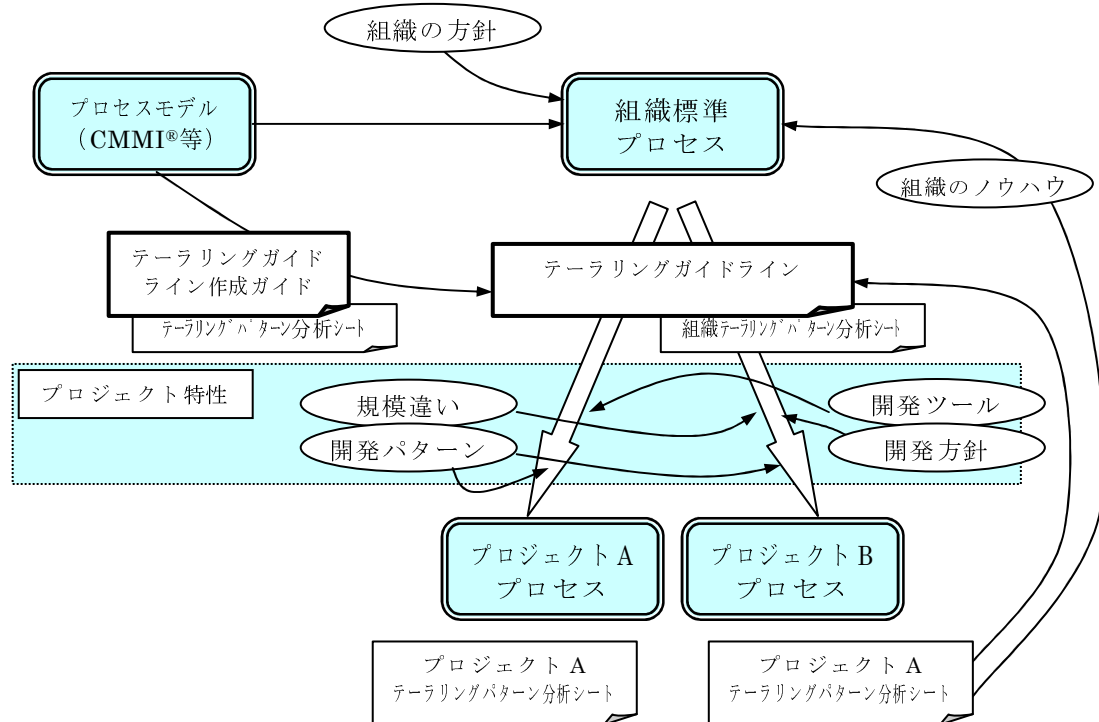 組織の方針
プロセスモデル
（CMMI®等）
組織標準
プロセス
組織のノウハウ
テーラリングガイド
ライン作成ガイド
テーラリングガイドライン
テーラリングパターン分析シート
組織テーラリングパターン分析シート
プロジェクト特性
規模違い
開発ツール
開発パターン
開発方針
プロジェクトA
プロセス
プロジェクトB
プロセス
プロジェクトA
テーラリングパターン分析シート
プロジェクトA
テーラリングパターン分析シート